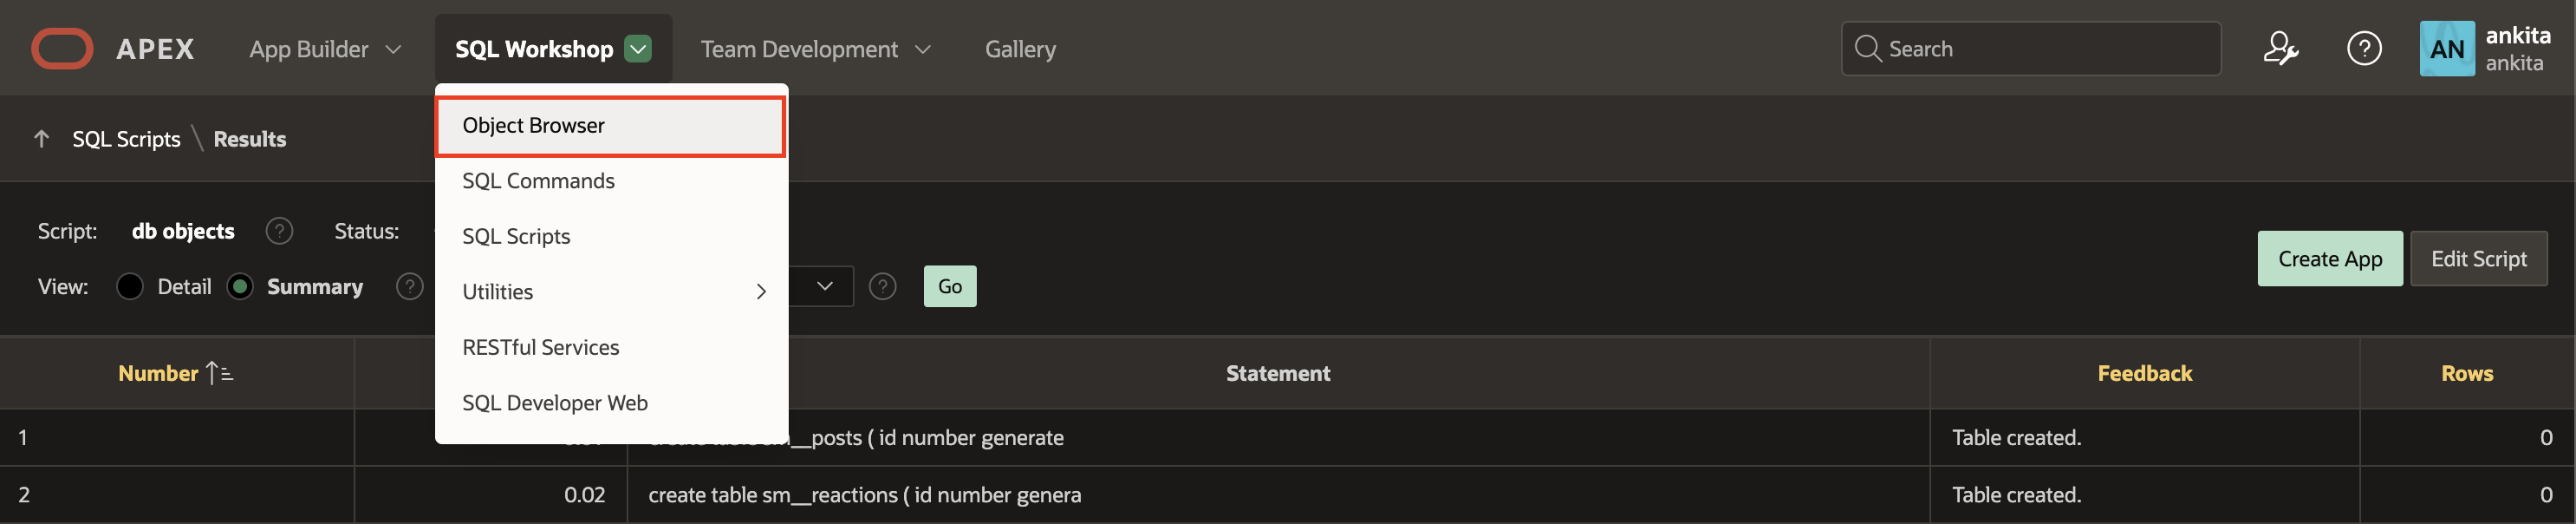 APEX App Builder SQL Workshop Team Development Gallery Search AN ankita
ankita
Object Browser
SQL Scripts \ Results
SQL Commands
SQL Scripts
Script: db objects ? Status:
Create App Edit Script
View: Detail Summary ? Utilities ? Go
RESTful Services
Number Statement Feedback Rows
SQL Developer Web
1 sm__posts ( id number generate Table created. 0
2 0.02 create table sm__reactions ( id number genera Table created. 0